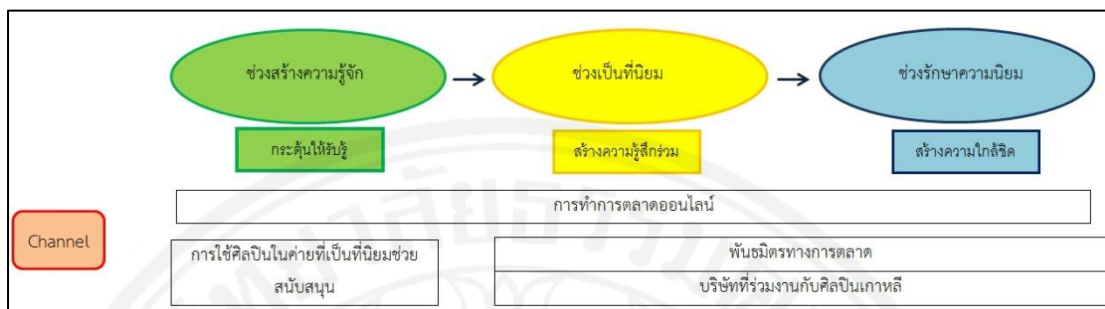 ช่วงสร้างความรู้จัก
ช่วงเป็นที่นิยม
ช่วงรักษาความนิยม
กระตุ้นให้รับรู้
สร้างความรู้สึกร่วม
สร้างความใกล้ชิด
การทำการตลาดออนไลน์
Channel
การใช้ศิลปินในค่ายที่เป็นที่นิยมช่วย
สนับสนุน
พันธมิตรทางการตลาด
บริษัทที่ร่วมงานกับศิลปินเกาหลี